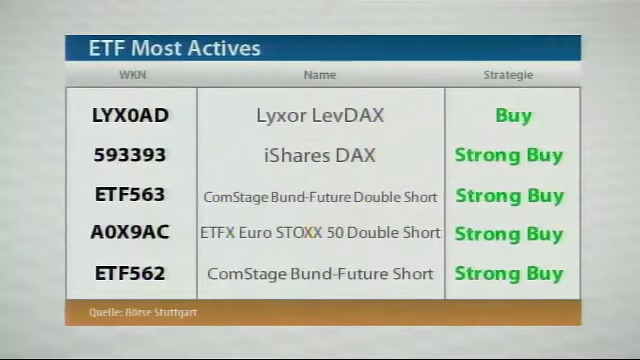 ETF Most Actives
WKN Name Strategie
LYX0AD Lyxor LevDAX Buy
593393 iShares DAX Strong Buy
ETF563 ComStage Bund-Future Double Short Strong Buy
A0X9AC ETFX Euro STOXX 50 Double Short Strong Buy
ETF562 ComStage Bund-Future Short Strong Buy
Quelle: Börse Stuttgart